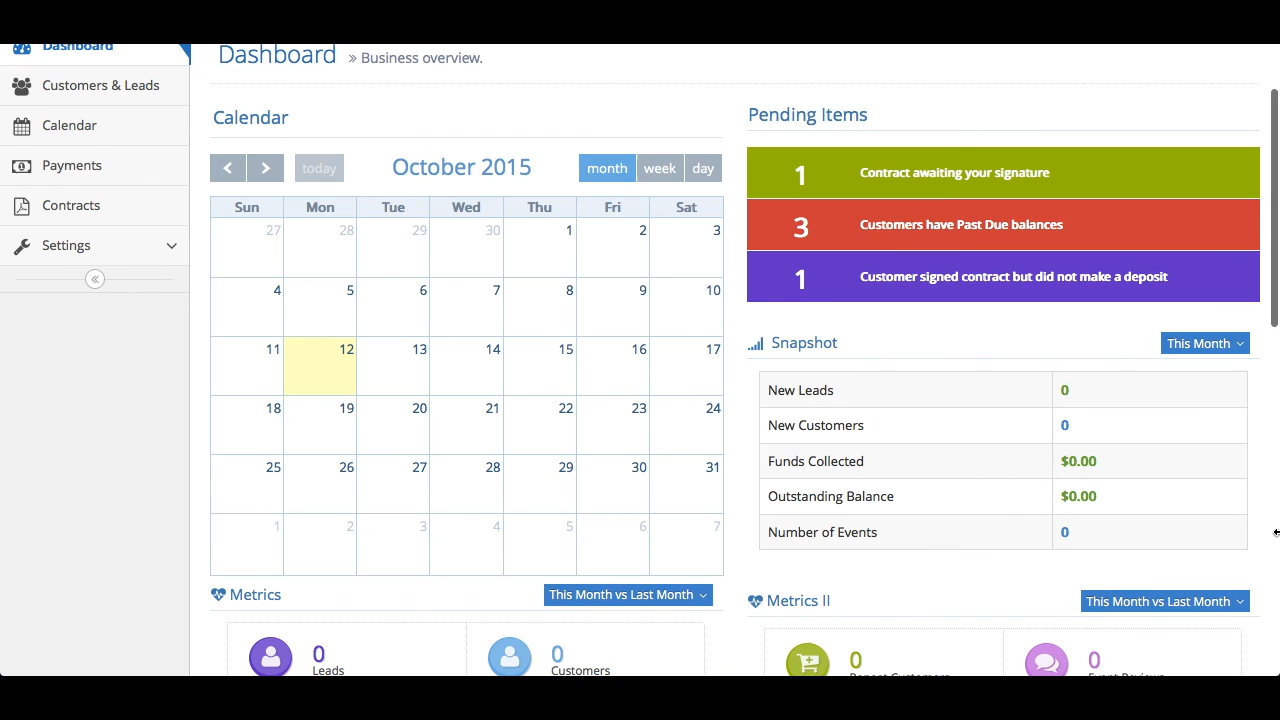 Dashboard
Customers & Leads
Calendar
Payments
Contracts
Settings
Dashboard » Business overview.
Calendar
today October 2015 month week day
Sun Mon Tue Wed Thu Fri Sat
27 28 29 30 1 2 3
4 5 6 7 8 9 10
11 12 13 14 15 16 17
18 19 20 21 22 23 24
25 26 27 28 29 30 31
1 2 3 4 5 6 7
Metrics This Month vs Last Month
0 0
Leads Customers
Pending Items
1 Contract awaiting your signature
3 Customers have Past Due balances
1 Customer signed contract but did not make a deposit
Snapshot This Month
New Leads 0
New Customers 0
Funds Collected $0.00
Outstanding Balance $0.00
Number of Events 0
Metrics II This Month vs Last Month
0 0
Repeat Customers Event Reviews